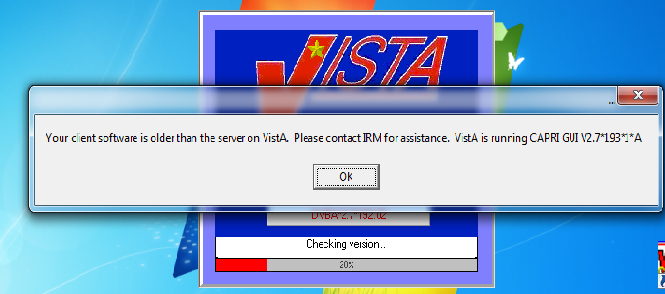 VISTA
...
Your client software is older than the server on VistA.  Please contact IRM for assistance.  VistA is running CAPRI GUI V2.7*193*1*A
OK
DVBA*2.7*192.02
Checking version...
20%